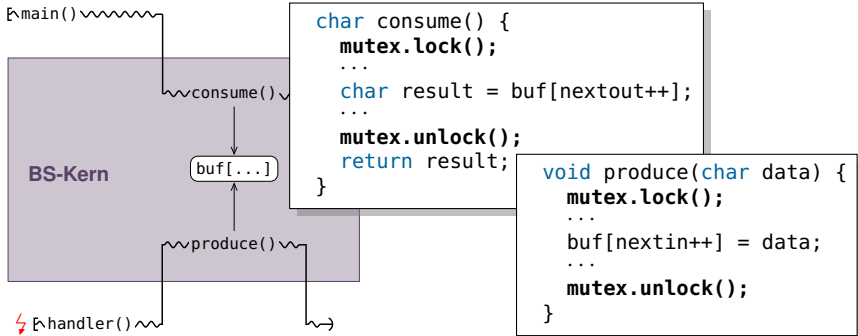 main()
consume()
BS-Kern
buf[...]
produce()
handler()
char consume() {
mutex.lock();
...
char result = buf[nextout++];
...
mutex.unlock();
return result;
}
void produce(char data) {
mutex.lock();
...
buf[nextin++] = data;
...
mutex.unlock();
}